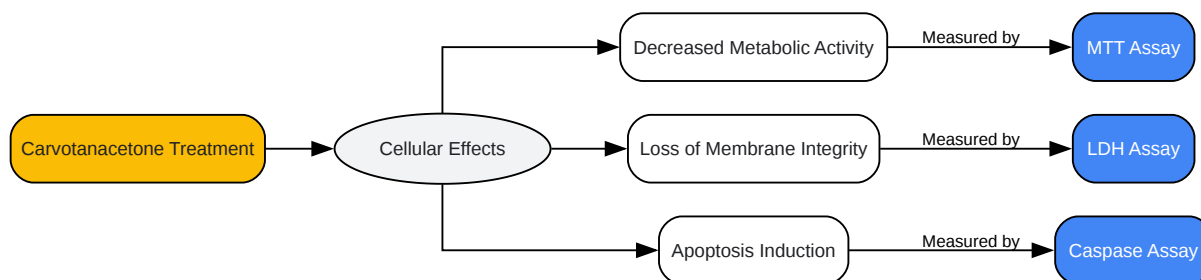 Decreased Metabolic Activity
Measured by
MTT Assay
Carvotanacetone Treatment
Cellular Effects
Loss of Membrane Integrity
Measured by
LDH Assay
Apoptosis Induction
Measured by
Caspase Assay